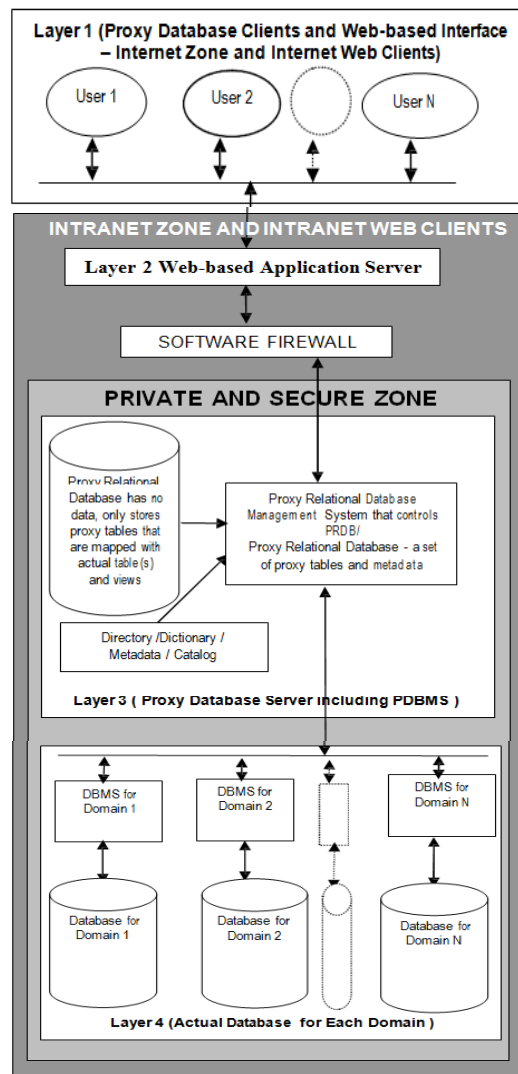 Layer 1 (Proxy Database Clients and Web-based Interface
– Internet Zone and Internet Web Clients)
User 1
User 2
User N
INTRANET ZONE AND INTRANET WEB CLIENTS
Layer 2 Web-based Application Server
SOFTWARE FIREWALL
PRIVATE AND SECURE ZONE
Proxy Relational
Database has no
data, only stores
proxy tables that
are mapped with
actual table(s)
and views
Proxy Relational Database
Management System that controls
PRDB/
Proxy Relational Database - a set
of proxy tables and metadata
Directory /Dictionary /
Metadata / Catalog
Layer 3 ( Proxy Database Server including PDBMS )
DBMS for
Domain 1
DBMS for
Domain 2
DBMS for
Domain N
Database for
Domain 1
Database for
Domain 2
Database for
Domain N
Layer 4 (Actual Database for Each Domain )